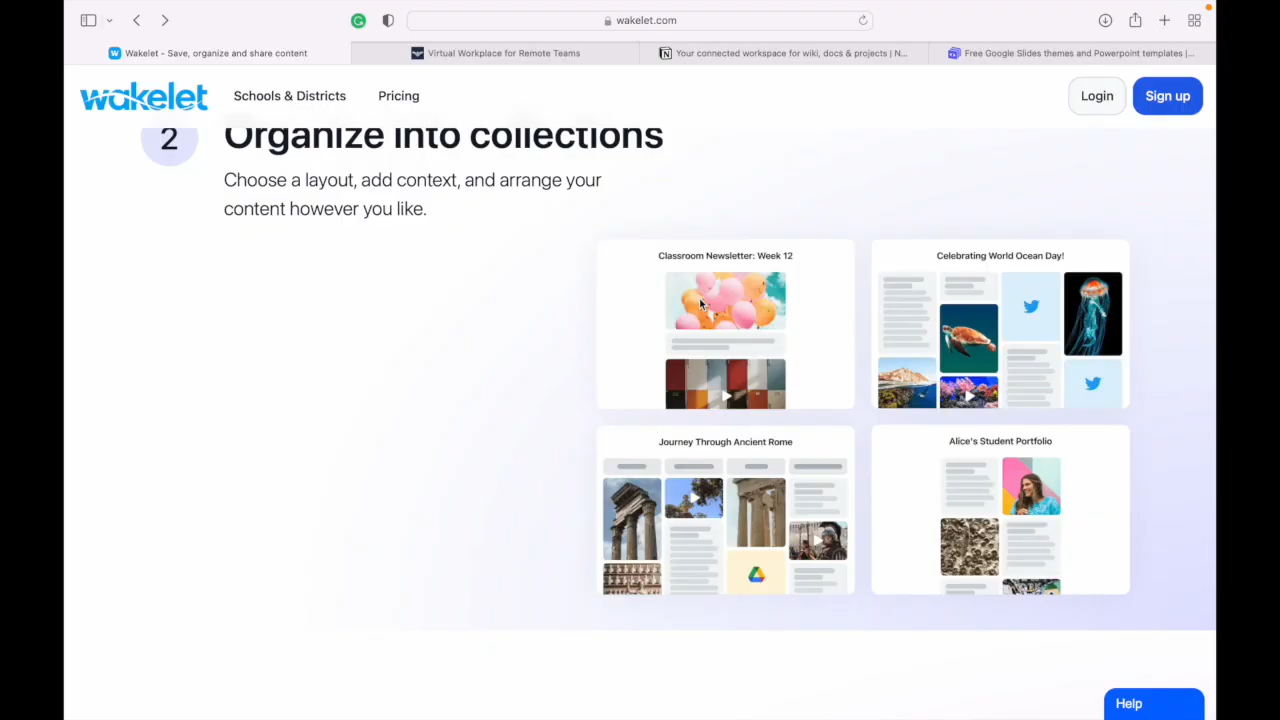 wakelet.com
Wakelet - Save, organize and share content
Virtual Workplace for Remote Teams
Your connected workspace for wiki, docs & projects | N...
Free Google Slides themes and Powerpoint templates |...
wakelet
Schools & Districts
Pricing
Login
Sign up
2
Organize into collections
Choose a layout, add context, and arrange your
content however you like.
Classroom Newsletter: Week 12
Celebrating World Ocean Day!
Journey Through Ancient Rome
Alice's Student Portfolio
Help